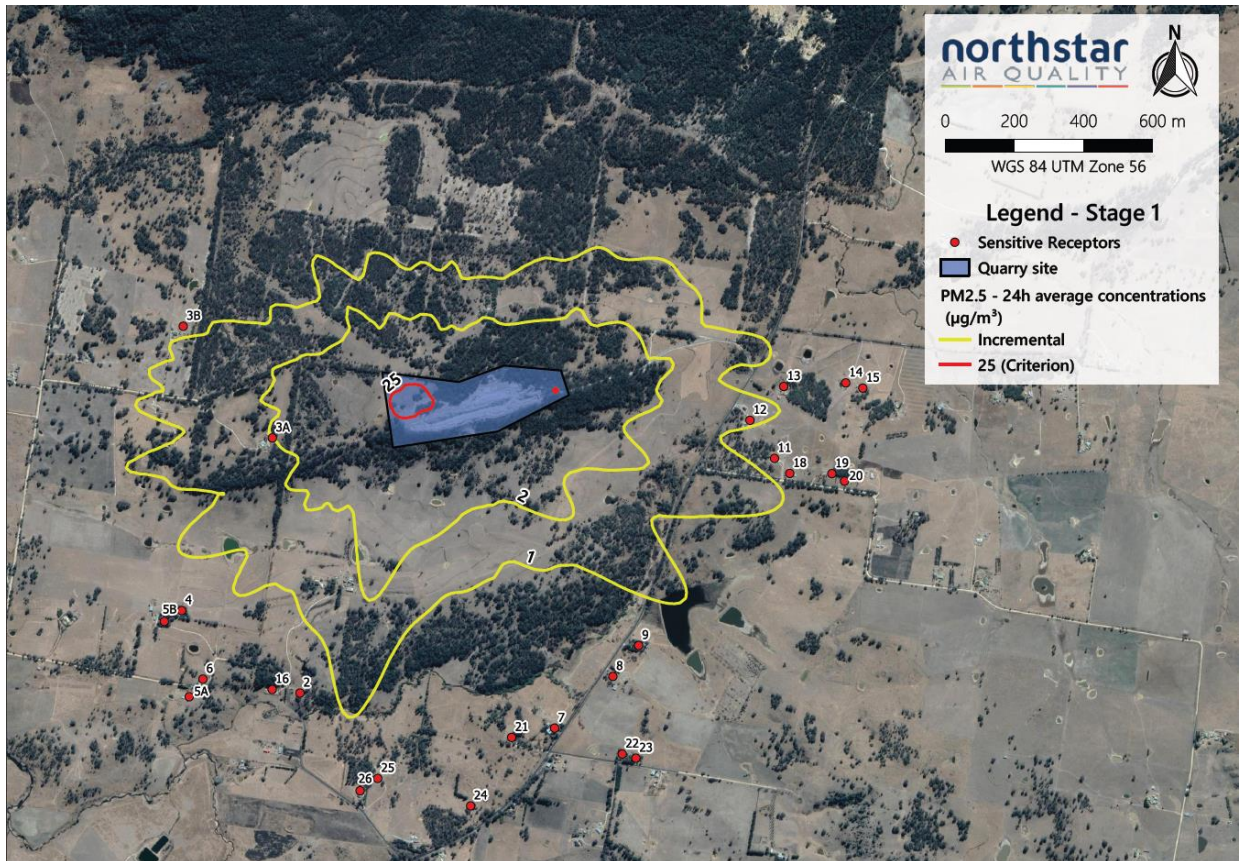 northstar
AIR QUALITY
N
0 200 400 600 m
WGS 84 UTM Zone 56
Legend - Stage 1
Sensitive Receptors
Quarry site
PM2.5 - 24h average concentrations
(µg/m³)
Incremental
25 (Criterion)
3B
25
13
14
15
12
3A
11
18
19
20
2
1
5B
4
9
8
6
5A
16
2
7
21
22
23
25
26
24